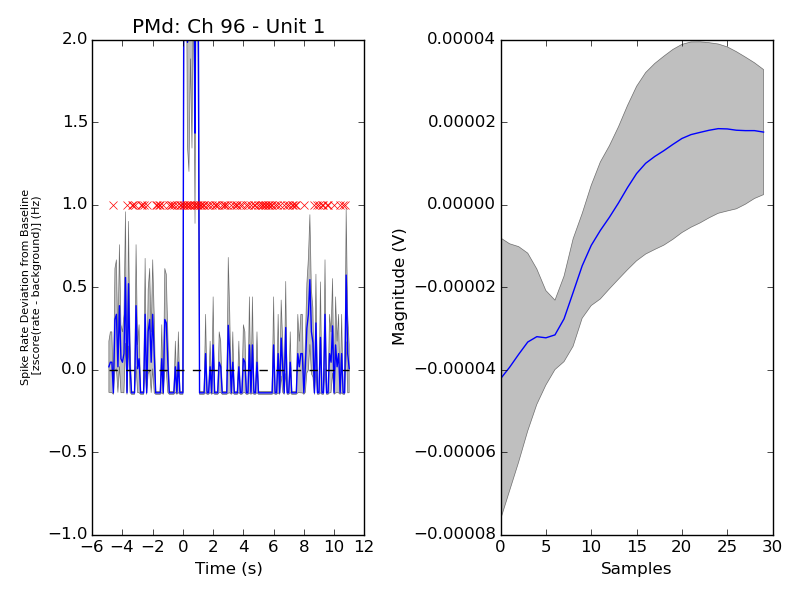 PMd: Ch 96 - Unit 1
Spike Rate Deviation from Baseline
[zscore(rate - background)] (Hz)
2.0
1.5
1.0
0.5
0.0
−0.5
−1.0
−6 −4 −2 0 2 4 6 8 10 12
Time (s)
Magnitude (V)
0.00004
0.00002
0.00000
−0.00002
−0.00004
−0.00006
−0.00008
0 5 10 15 20 25 30
Samples